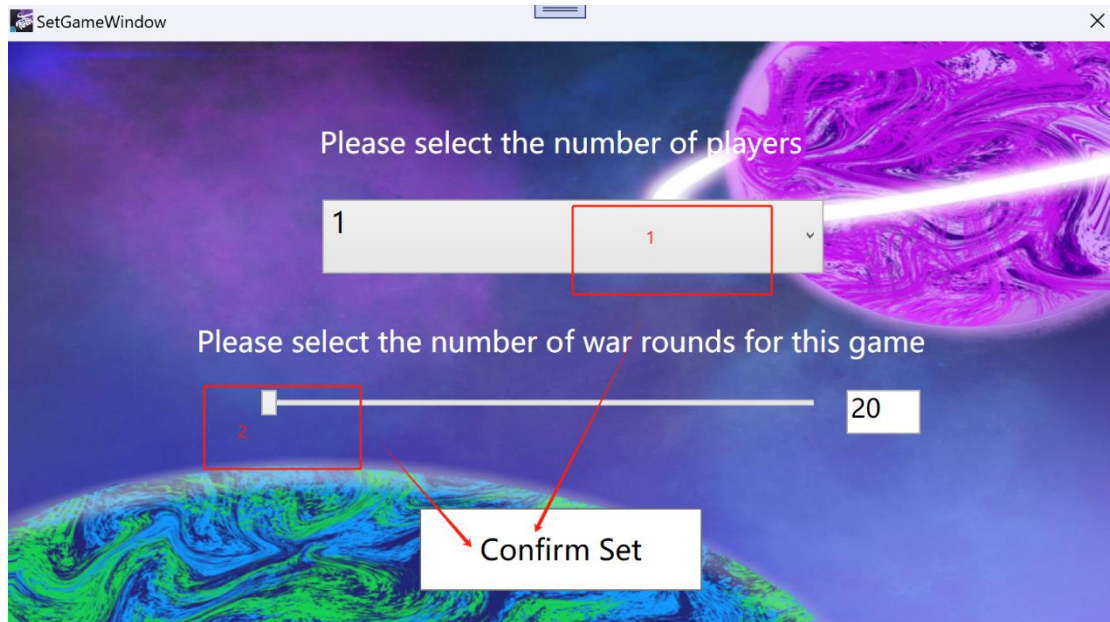 SetGameWindow
Please select the number of players
1
1
Please select the number of war rounds for this game
20
2
Confirm Set